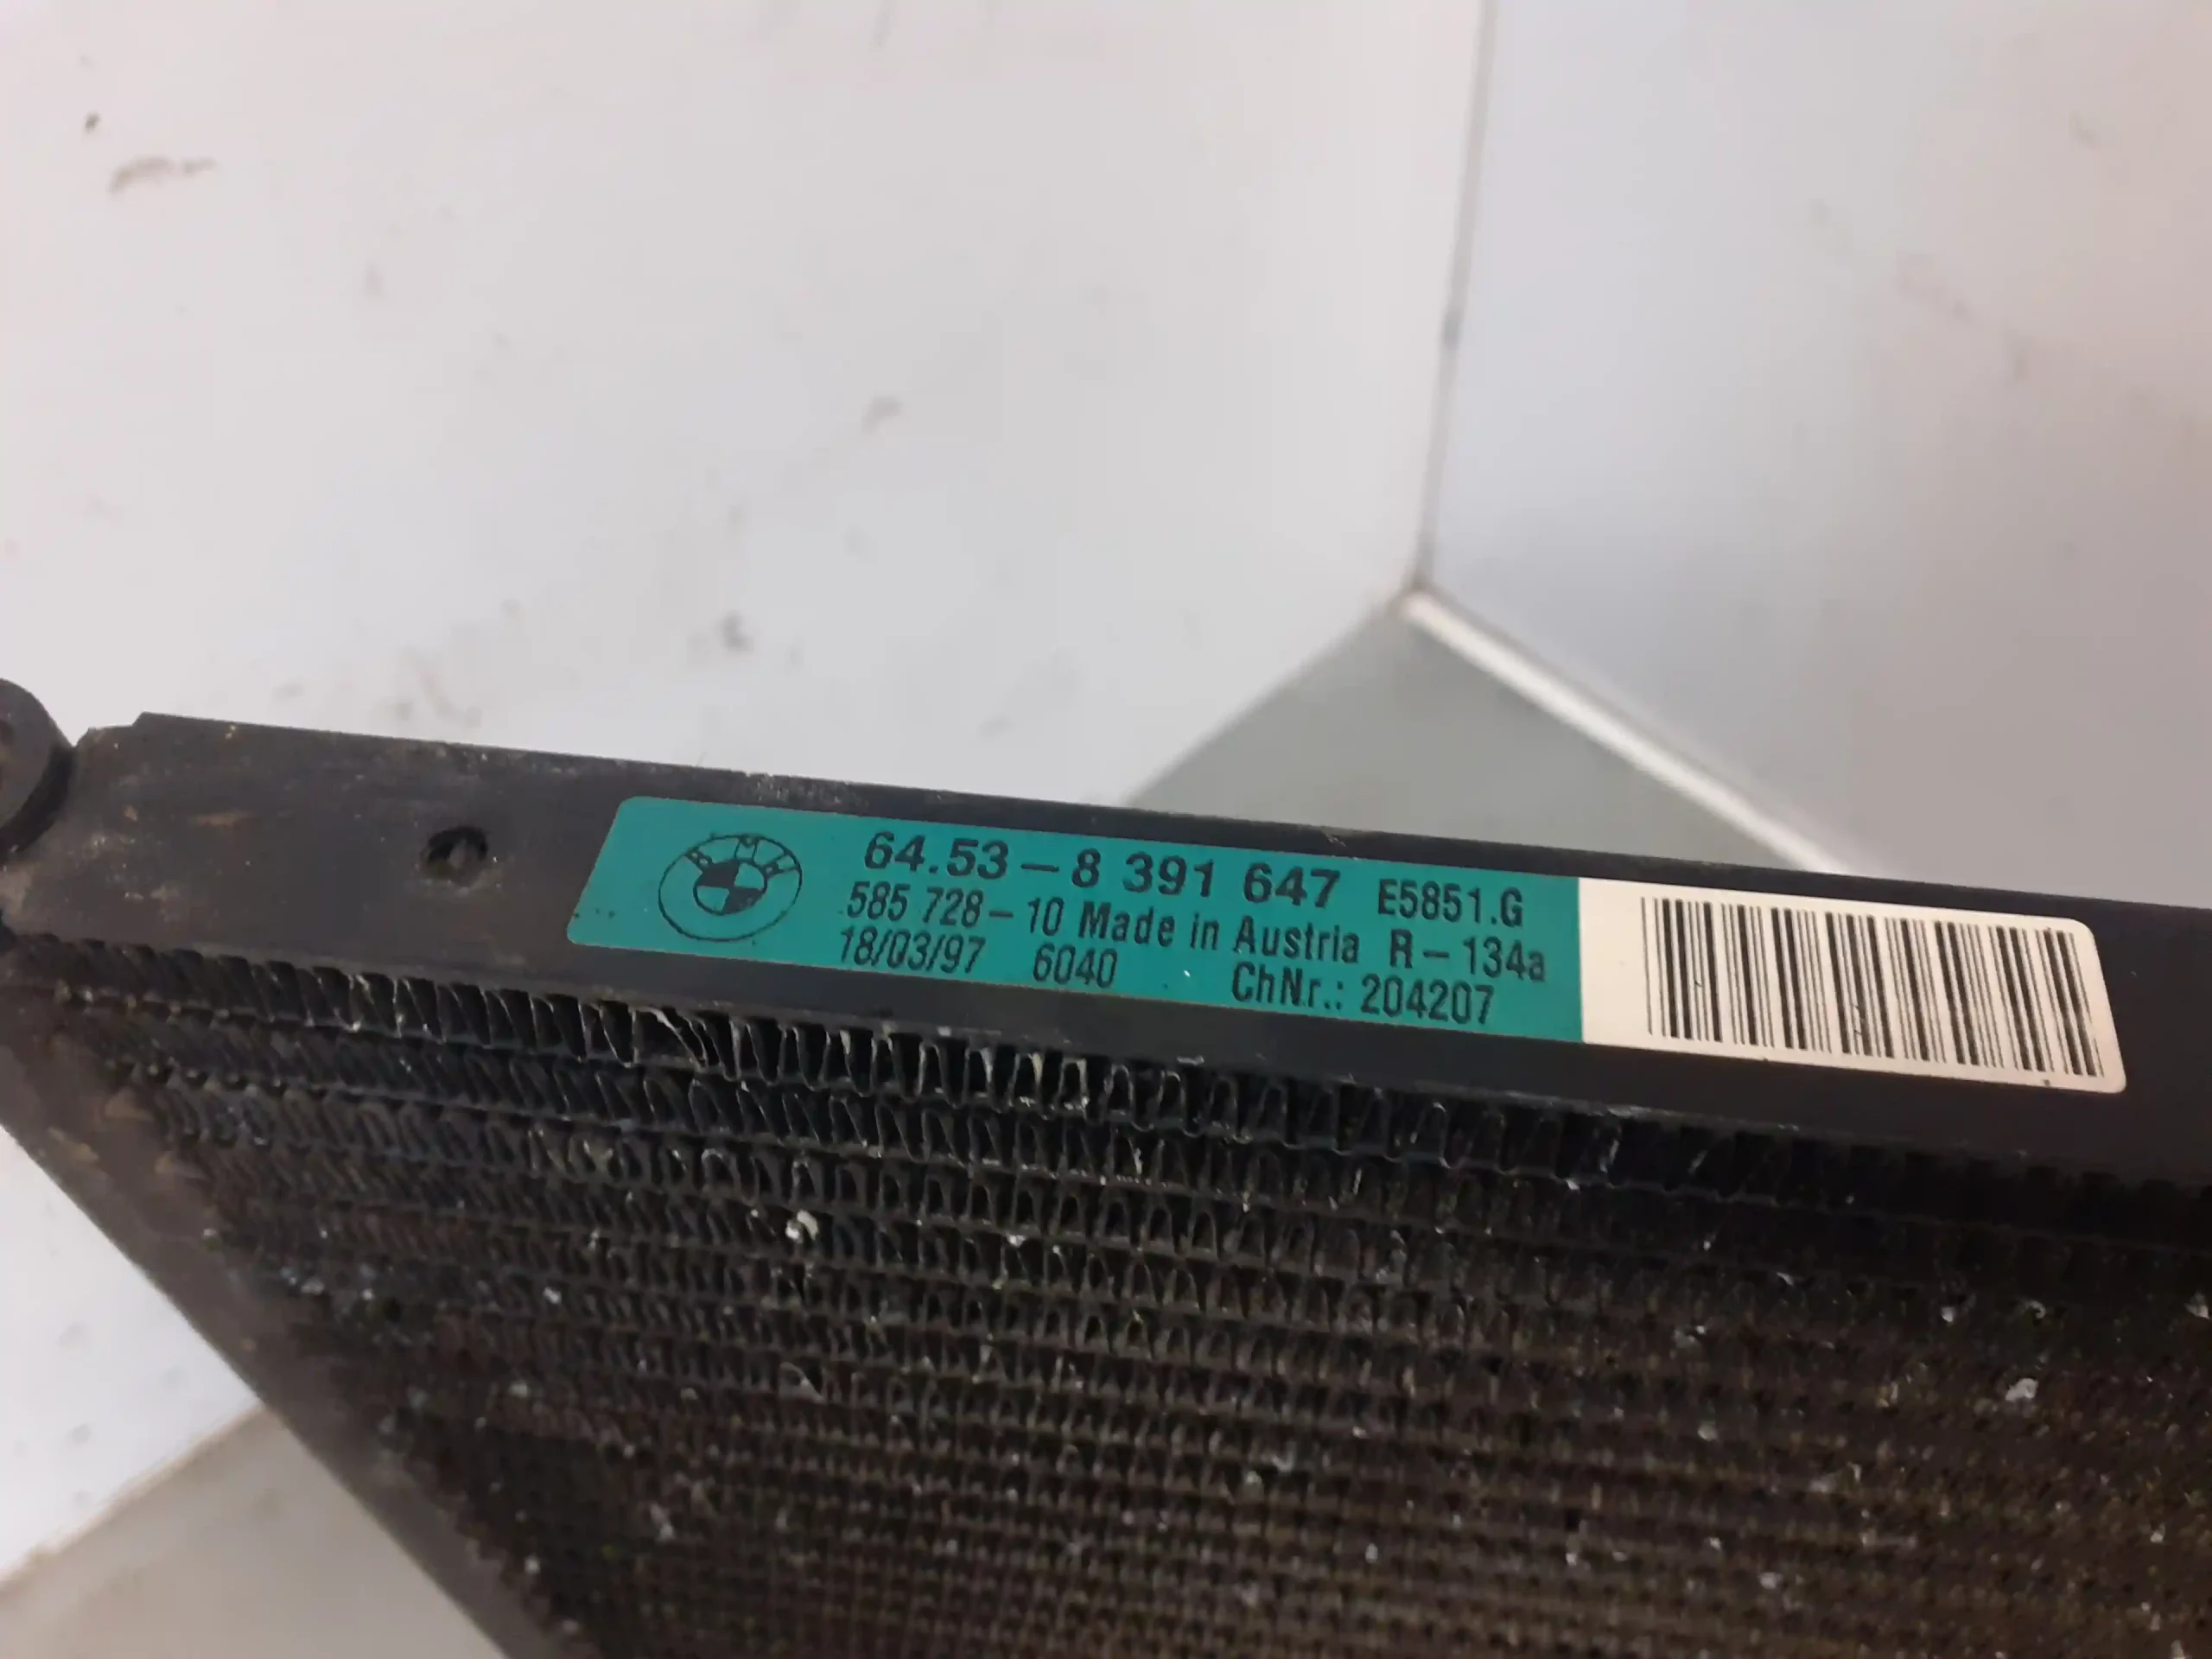 BMW
64.53-8 391 647 E5851.G
585 728-10 Made in Austria R-134a
18/03/97 6040 ChNr.: 204207